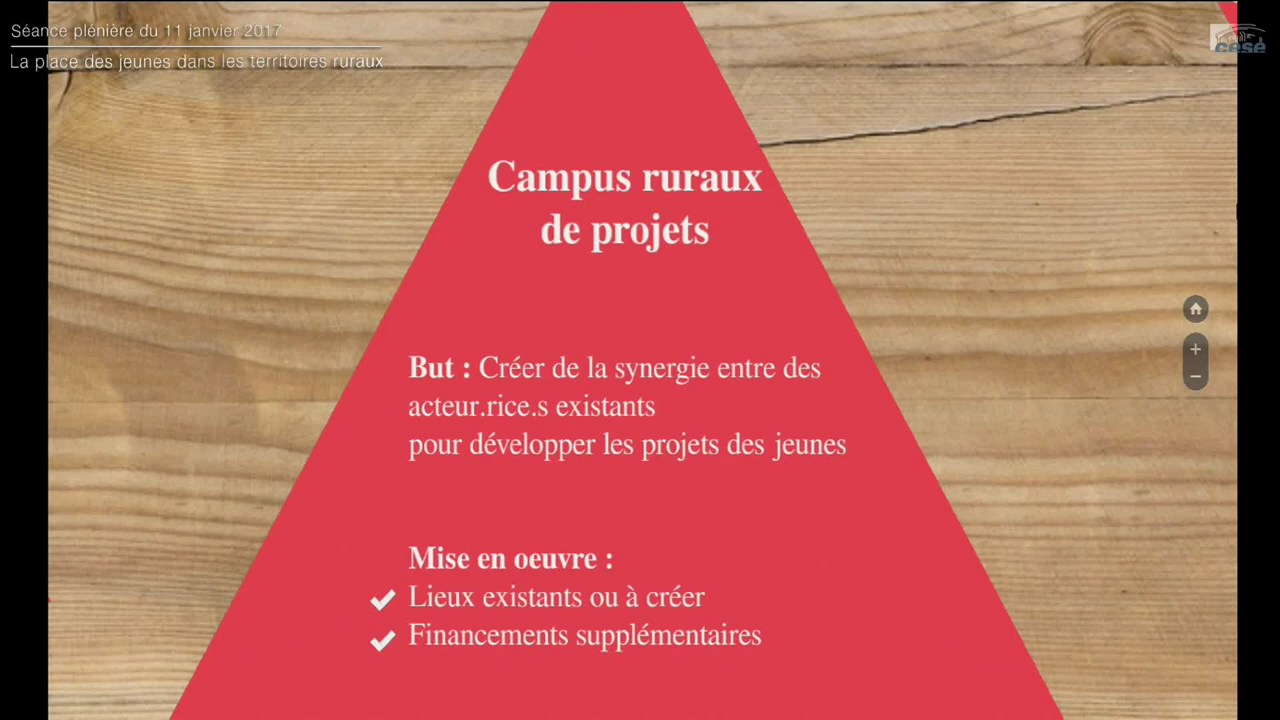 Séance plénière du 11 janvier 2017
La place des jeunes dans les territoires ruraux
cese
Campus ruraux
de projets
But : Créer de la synergie entre des
acteur.rice.s existants
pour développer les projets des jeunes
Mise en oeuvre :
Lieux existants ou à créer
Financements supplémentaires